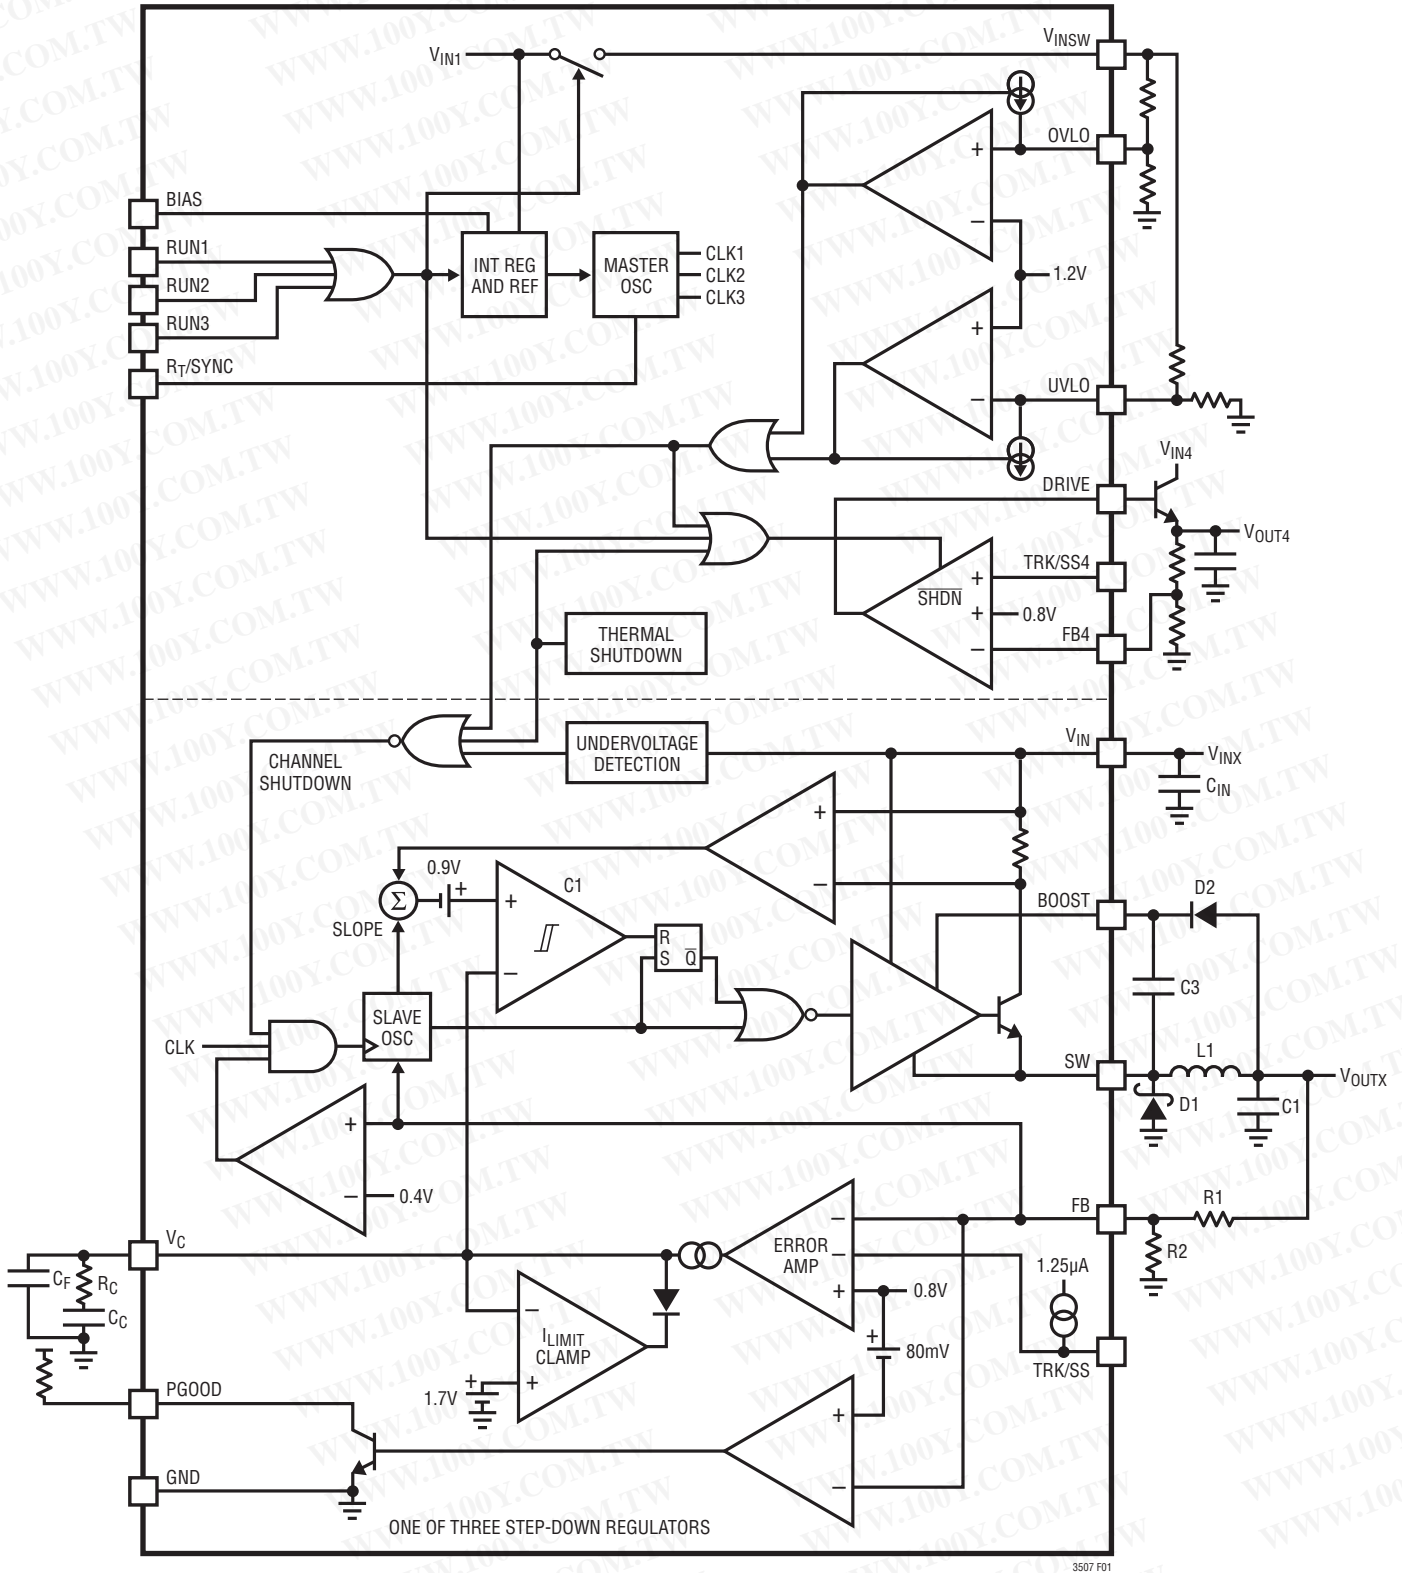 WWW.100Y.COM.TW
VIN1
VINSW
OVLO
+
−
1.2V
BIAS
RUN1
RUN2
RUN3
RT/SYNC
INT REG
AND REF
MASTER
OSC
CLK1
CLK2
CLK3
+
−
UVLO
VIN4
DRIVE
VOUT4
TRK/SS4
+
SHDN
+
0.8V
FB4
−
THERMAL
SHUTDOWN
VIN
VINX
CIN
UNDERVOLTAGE
DETECTION
CHANNEL
SHUTDOWN
+
−
0.9V
+
C1
+
−
Σ
SLOPE
R
S Q
BOOST
D2
C3
SLAVE
OSC
CLK
SW
L1
VOUTX
D1
C1
+
−
0.4V
FB
R1
R2
VC
CF
RC
CC
−
−
+
ERROR
AMP
0.8V
+
80mV
1.25µA
TRK/SS
−
ILIMIT
CLAMP
+
+
1.7V
PGOOD
+
−
GND
ONE OF THREE STEP-DOWN REGULATORS
3507 F01